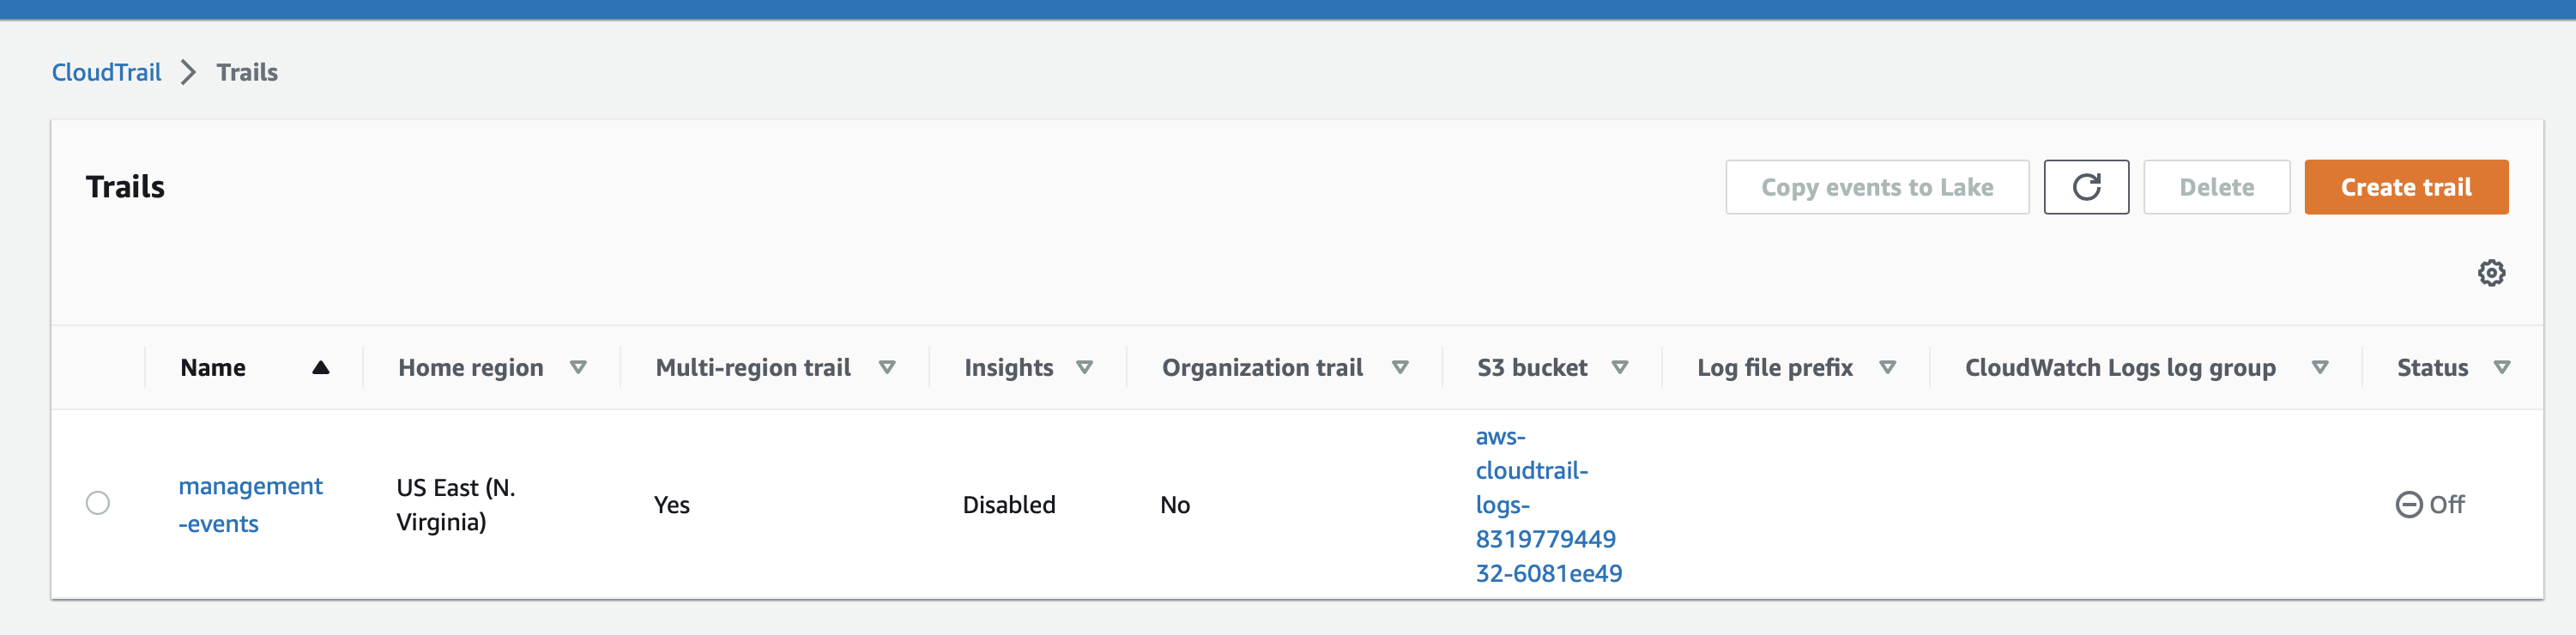 CloudTrail > Trails
Trails
Copy events to Lake
Delete
Create trail
Name
Home region
Multi-region trail
Insights
Organization trail
S3 bucket
Log file prefix
CloudWatch Logs log group
Status
management
-events
US East (N.
Virginia)
Yes
Disabled
No
aws-
cloudtrail-
logs-
8319779449
32-6081ee49
Off